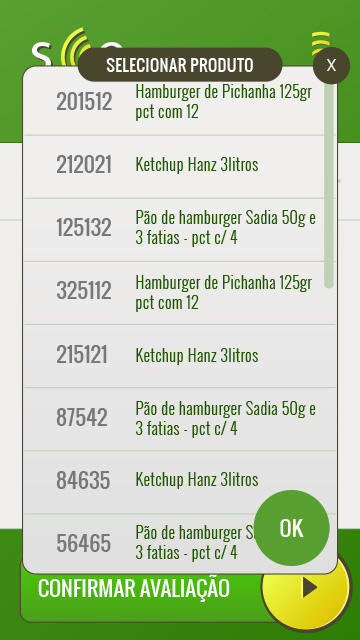 SELECIONAR PRODUTO
X
201512
Hamburger de Pichanha 125gr
pct com 12
212021
Ketchup Hanz 3litros
125132
Pão de hamburger Sadia 50g e
3 fatias - pct c/ 4
325112
Hamburger de Pichanha 125gr
pct com 12
215121
Ketchup Hanz 3litros
87542
Pão de hamburger Sadia 50g e
3 fatias - pct c/ 4
84635
Ketchup Hanz 3litros
56465
Pão de hamburger
3 fatias - pct c/ 4
OK
CONFIRMAR AVALIAÇÃO